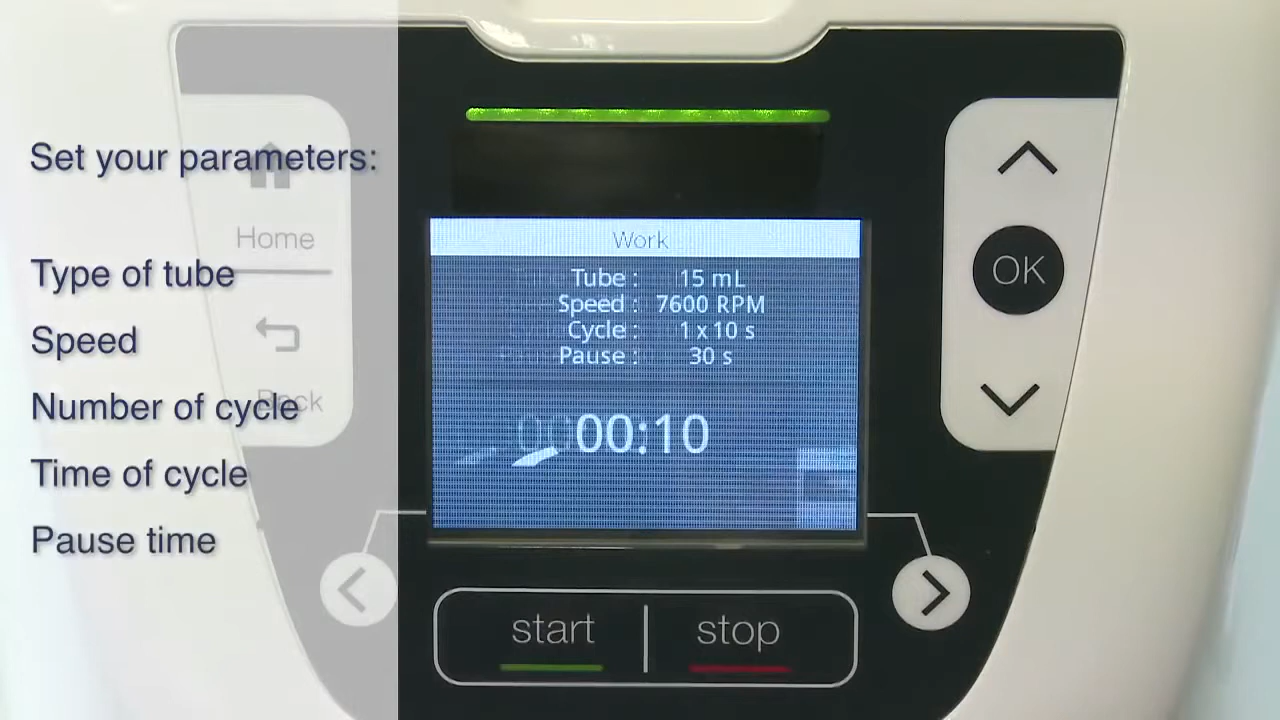 Set your parameters:
Type of tube
Speed
Number of cycle
Time of cycle
Pause time
Home
Back
Work
Tube : 15 mL
Speed : 7600 RPM
Cycle : 1 x 10 s
Pause : 30 s
00:10
OK
start
stop